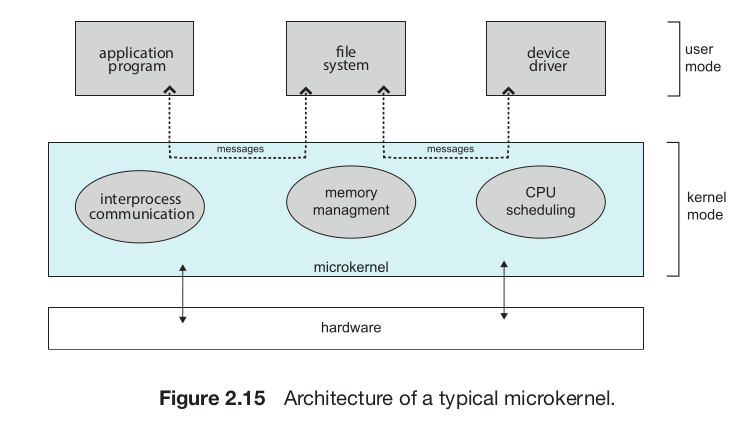 application
program
file
system
device
driver
user
mode
messages
messages
interprocess
communication
memory
managment
CPU
scheduling
kernel
mode
microkernel
hardware
Figure 2.15 Architecture of a typical microkernel.